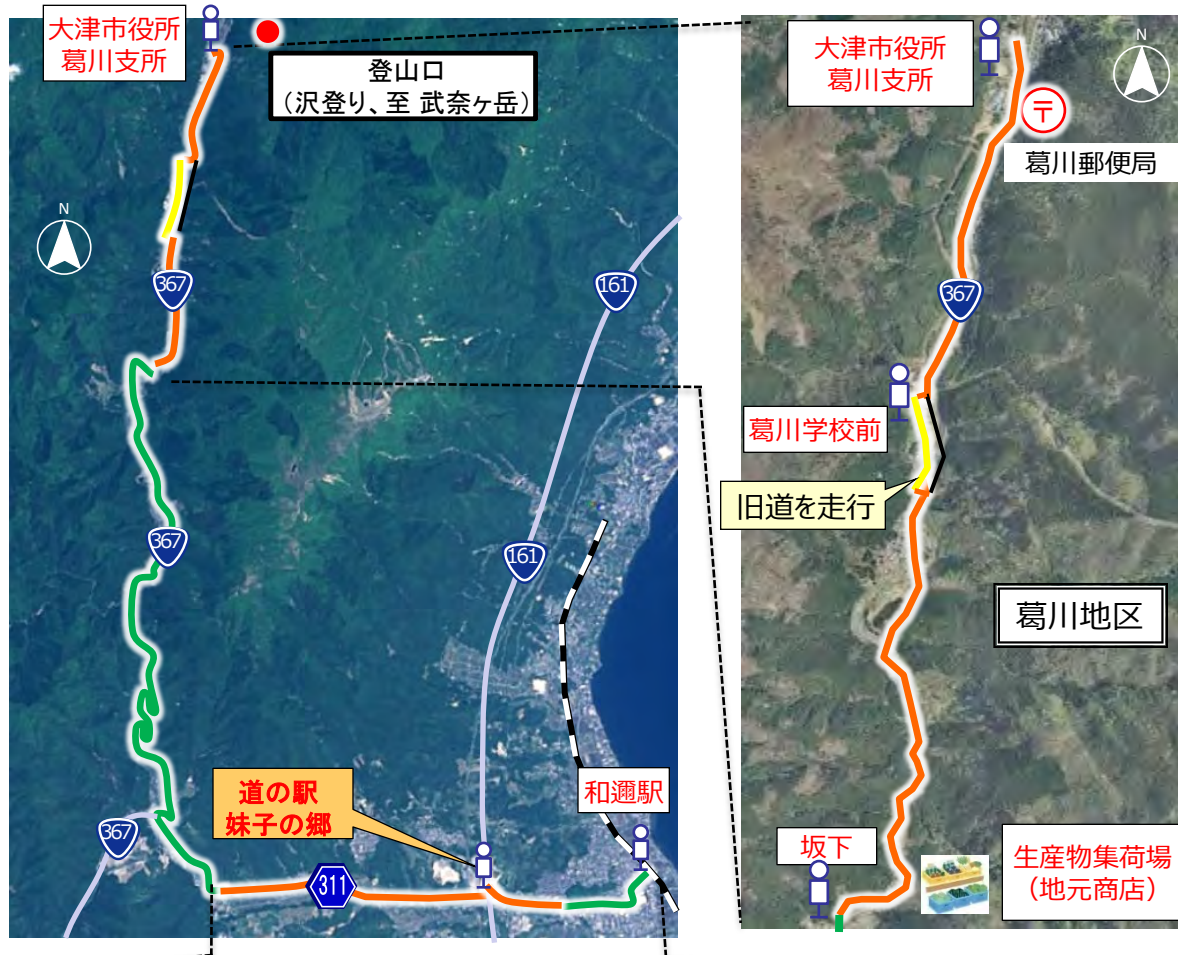 大津市役所
葛川支所
登山口
（沢登り、至 武奈ヶ岳）
N
367
161
367
161
道の駅
妹子の郷
和邇駅
367
311
大津市役所
葛川支所
N
〒
葛川郵便局
367
葛川学校前
旧道を走行
葛川地区
坂下
生産物集荷場
（地元商店）